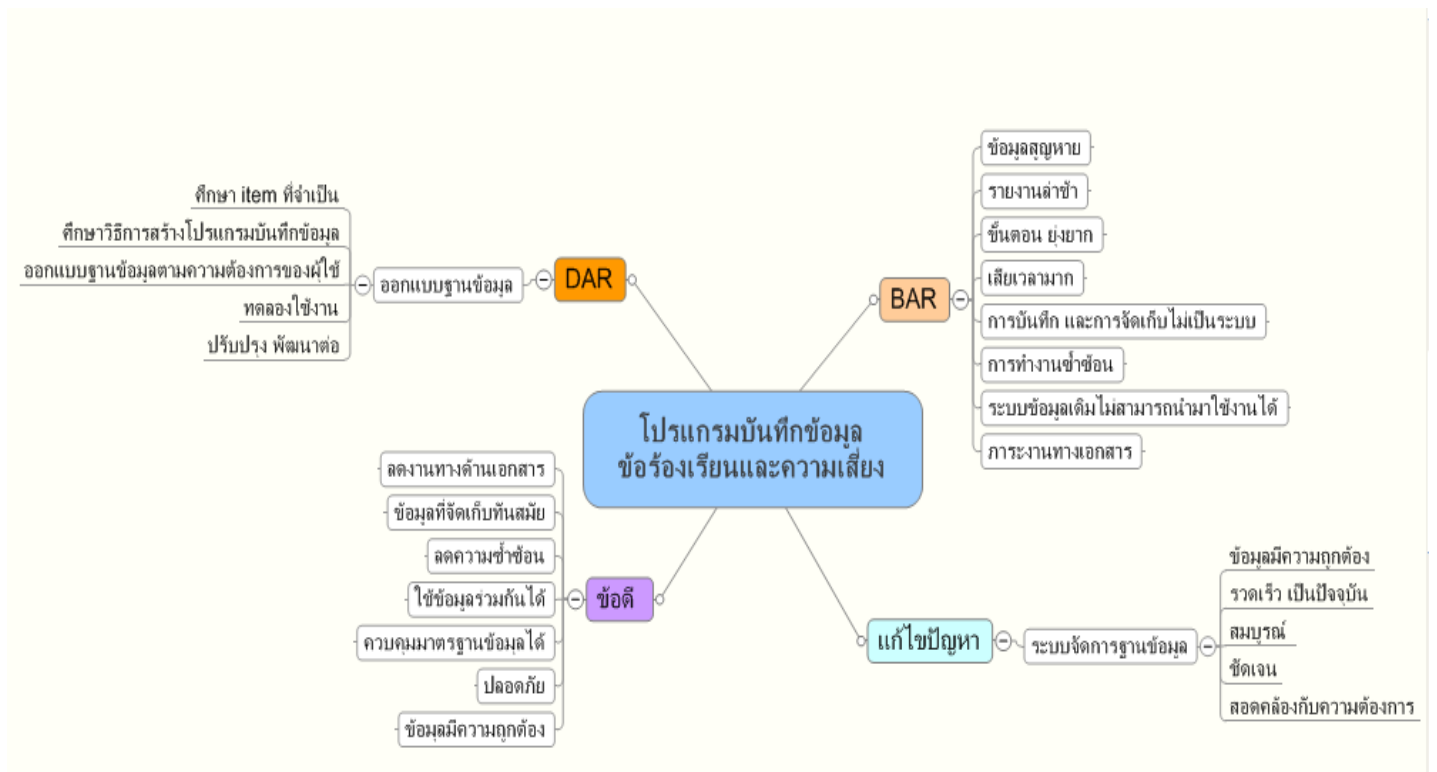 โปรแกรมบันทึกข้อมูล
ข้อร้องเรียนและความเสี่ยง
DAR
ออกแบบฐานข้อมูล
ศึกษา item ที่จำเป็น
ศึกษาวิธีการสร้างโปรแกรมบันทึกข้อมูล
ออกแบบฐานข้อมูลตามความต้องการของผู้ใช้
ทดลองใช้งาน
ปรับปรุง พัฒนาต่อ
BAR
ข้อมูลสูญหาย
รายงานล่าช้า
ขั้นตอน ยุ่งยาก
เสียเวลามาก
การบันทึก และการจัดเก็บไม่เป็นระบบ
การทำงานซ้ำซ้อน
ระบบข้อมูลเดิมไม่สามารถนำมาใช้งานได้
ภาระงานทางเอกสาร
ข้อดี
ลดงานทางด้านเอกสาร
ข้อมูลที่จัดเก็บทันสมัย
ลดความซ้ำซ้อน
ใช้ข้อมูลร่วมกันได้
ควบคุมมาตรฐานข้อมูลได้
ปลอดภัย
ข้อมูลมีความถูกต้อง
แก้ไขปัญหา
ระบบจัดการฐานข้อมูล
ข้อมูลมีความถูกต้อง
รวดเร็ว เป็นปัจจุบัน
สมบูรณ์
ชัดเจน
สอดคล้องกับความต้องการ